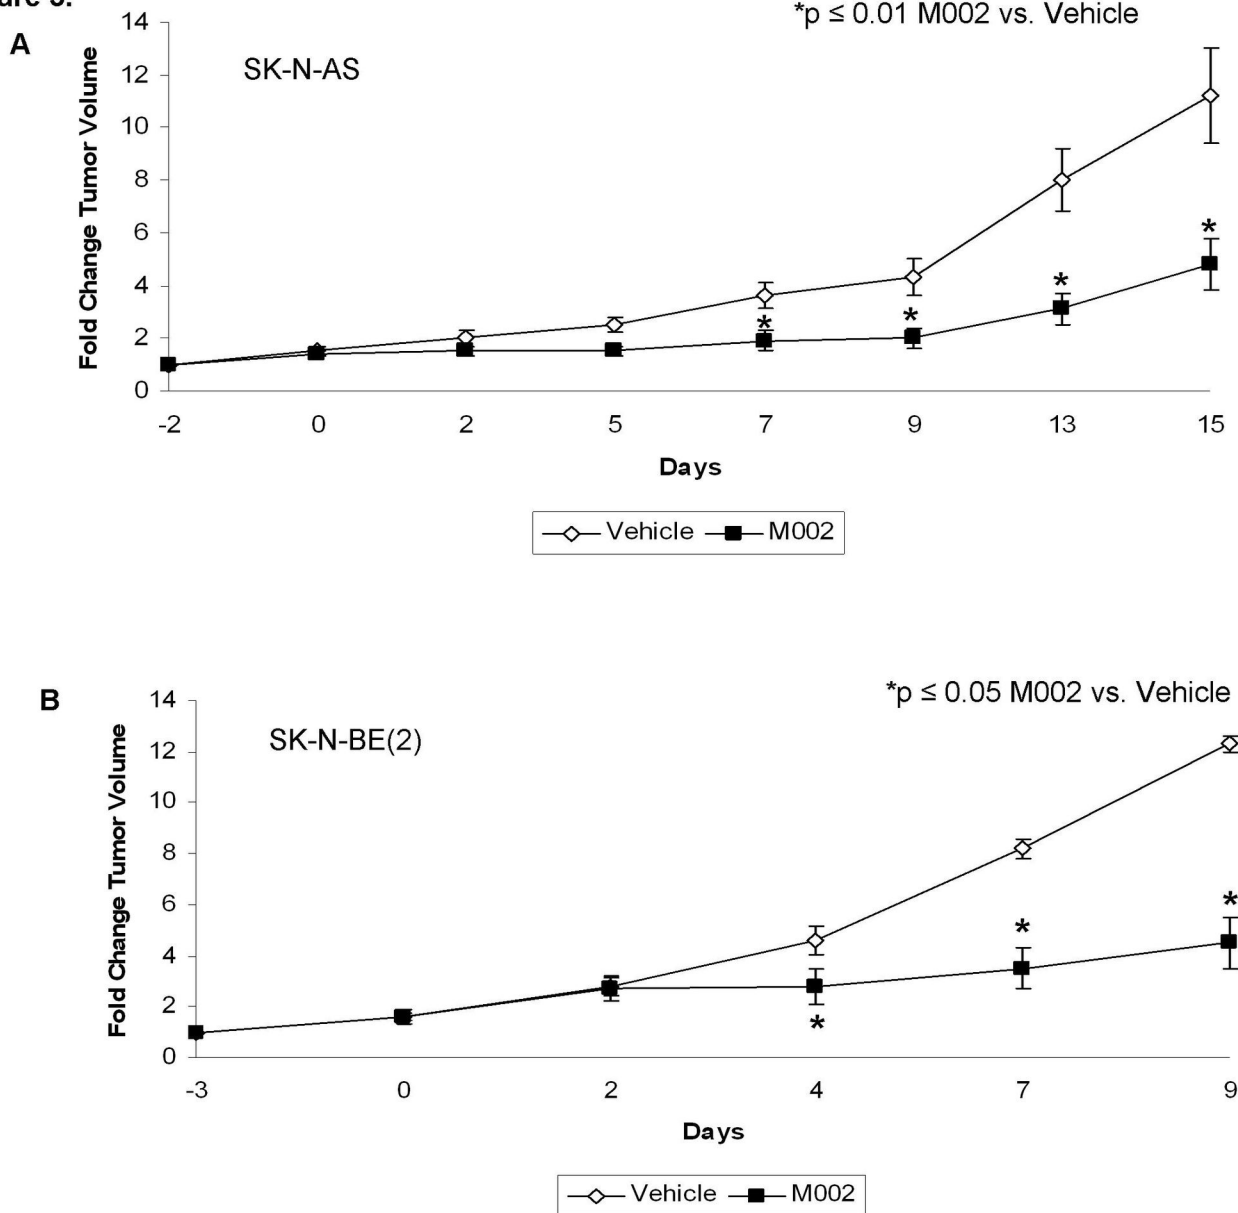 *p ≤ 0.01 M002 vs. Vehicle
A
SK-N-AS
Fold Change Tumor Volume
14
12
10
8
6
4
2
0
* * * *
-2 0 2 5 7 9 13 15
Days
Vehicle M002
B
*p ≤ 0.05 M002 vs. Vehicle
SK-N-BE(2)
Fold Change Tumor Volume
14
12
10
8
6
4
2
0
* * *
-3 0 2 4 7 9
Days
Vehicle M002